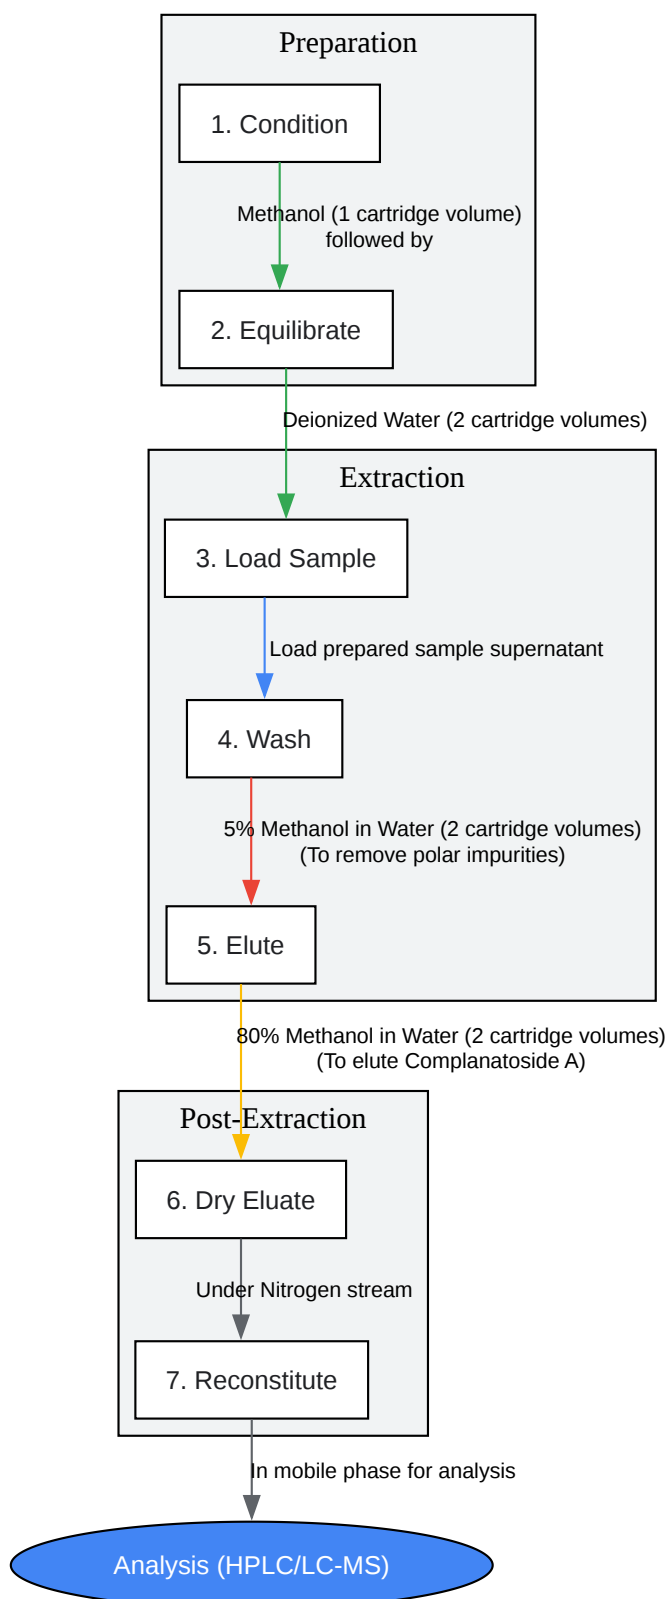 Preparation
1. Condition
Methanol (1 cartridge volume)
followed by
2. Equilibrate
Deionized Water (2 cartridge volumes)
Extraction
3. Load Sample
Load prepared sample supernatant
4. Wash
5% Methanol in Water (2 cartridge volumes)
(To remove polar impurities)
5. Elute
80% Methanol in Water (2 cartridge volumes)
(To elute Complanatoside A)
Post-Extraction
6. Dry Eluate
Under Nitrogen stream
7. Reconstitute
In mobile phase for analysis
Analysis (HPLC/LC-MS)